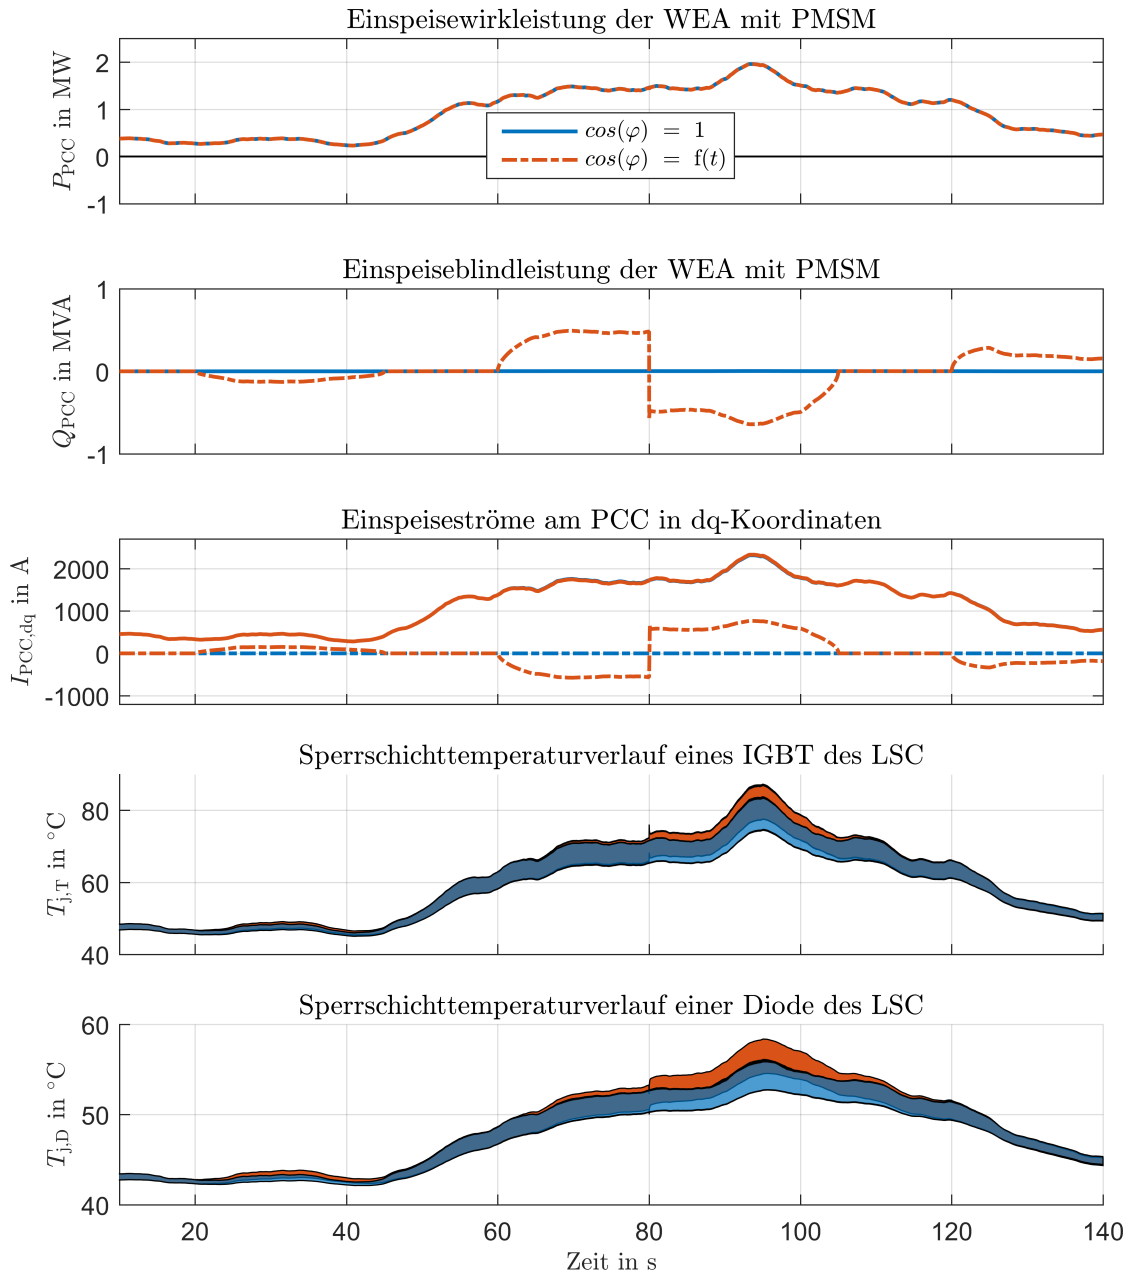 Einspeisewirkleistung der WEA mit PMSM
P_PCC in MW
2
1
0
-1
cos(φ) = 1
cos(φ) = f(t)
Einspeiseblindleistung der WEA mit PMSM
Q_PCC in MVA
1
0
-1
Einspeiseströme am PCC in dq-Koordinaten
I_PCC,dq in A
2000
1000
0
-1000
Sperrschichttemperaturverlauf eines IGBT des LSC
T_j,T in °C
80
60
40
Sperrschichttemperaturverlauf einer Diode des LSC
T_j,D in °C
60
50
40
20 40 60 80 100 120 140
Zeit in s